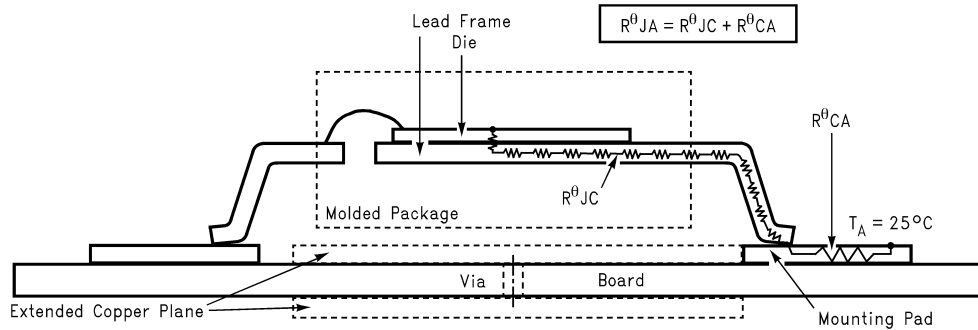 Lead Frame
Die
RθJA = RθJC + RθCA
RθCA
RθJC
Molded Package
TA = 25°C
Via
Board
Extended Copper Plane
Mounting Pad